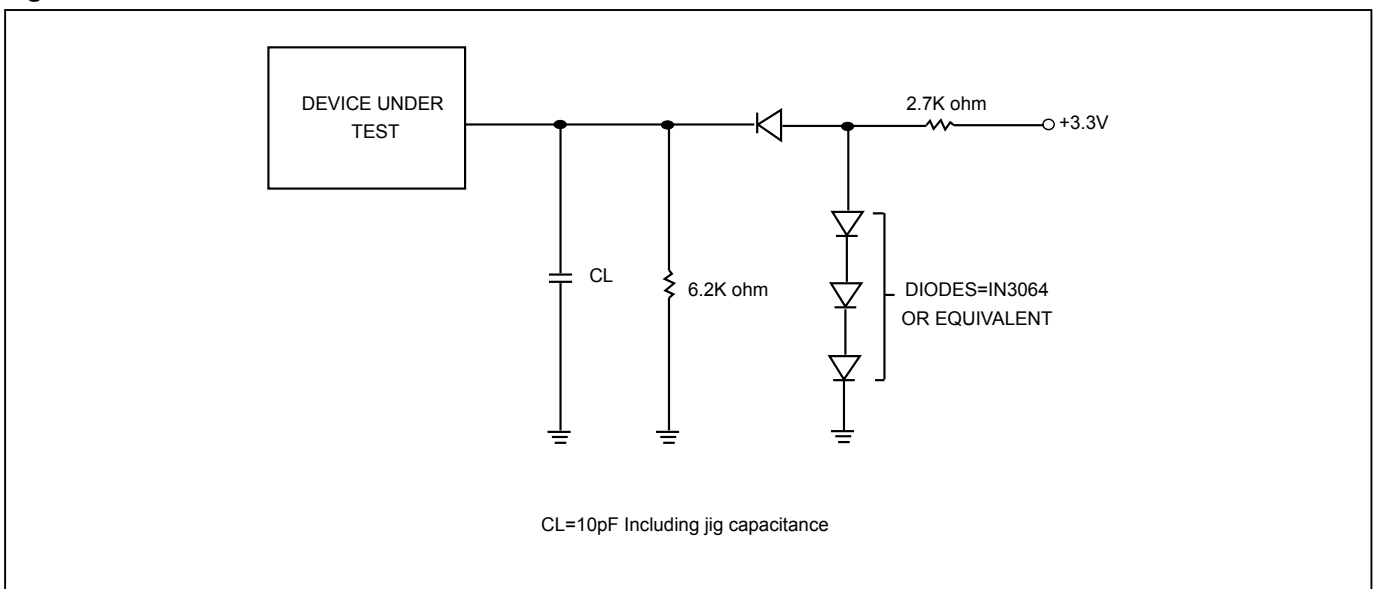 DEVICE UNDER
TEST
2.7K ohm
+3.3V
CL
6.2K ohm
DIODES=IN3064
OR EQUIVALENT
CL=10pF Including jig capacitance